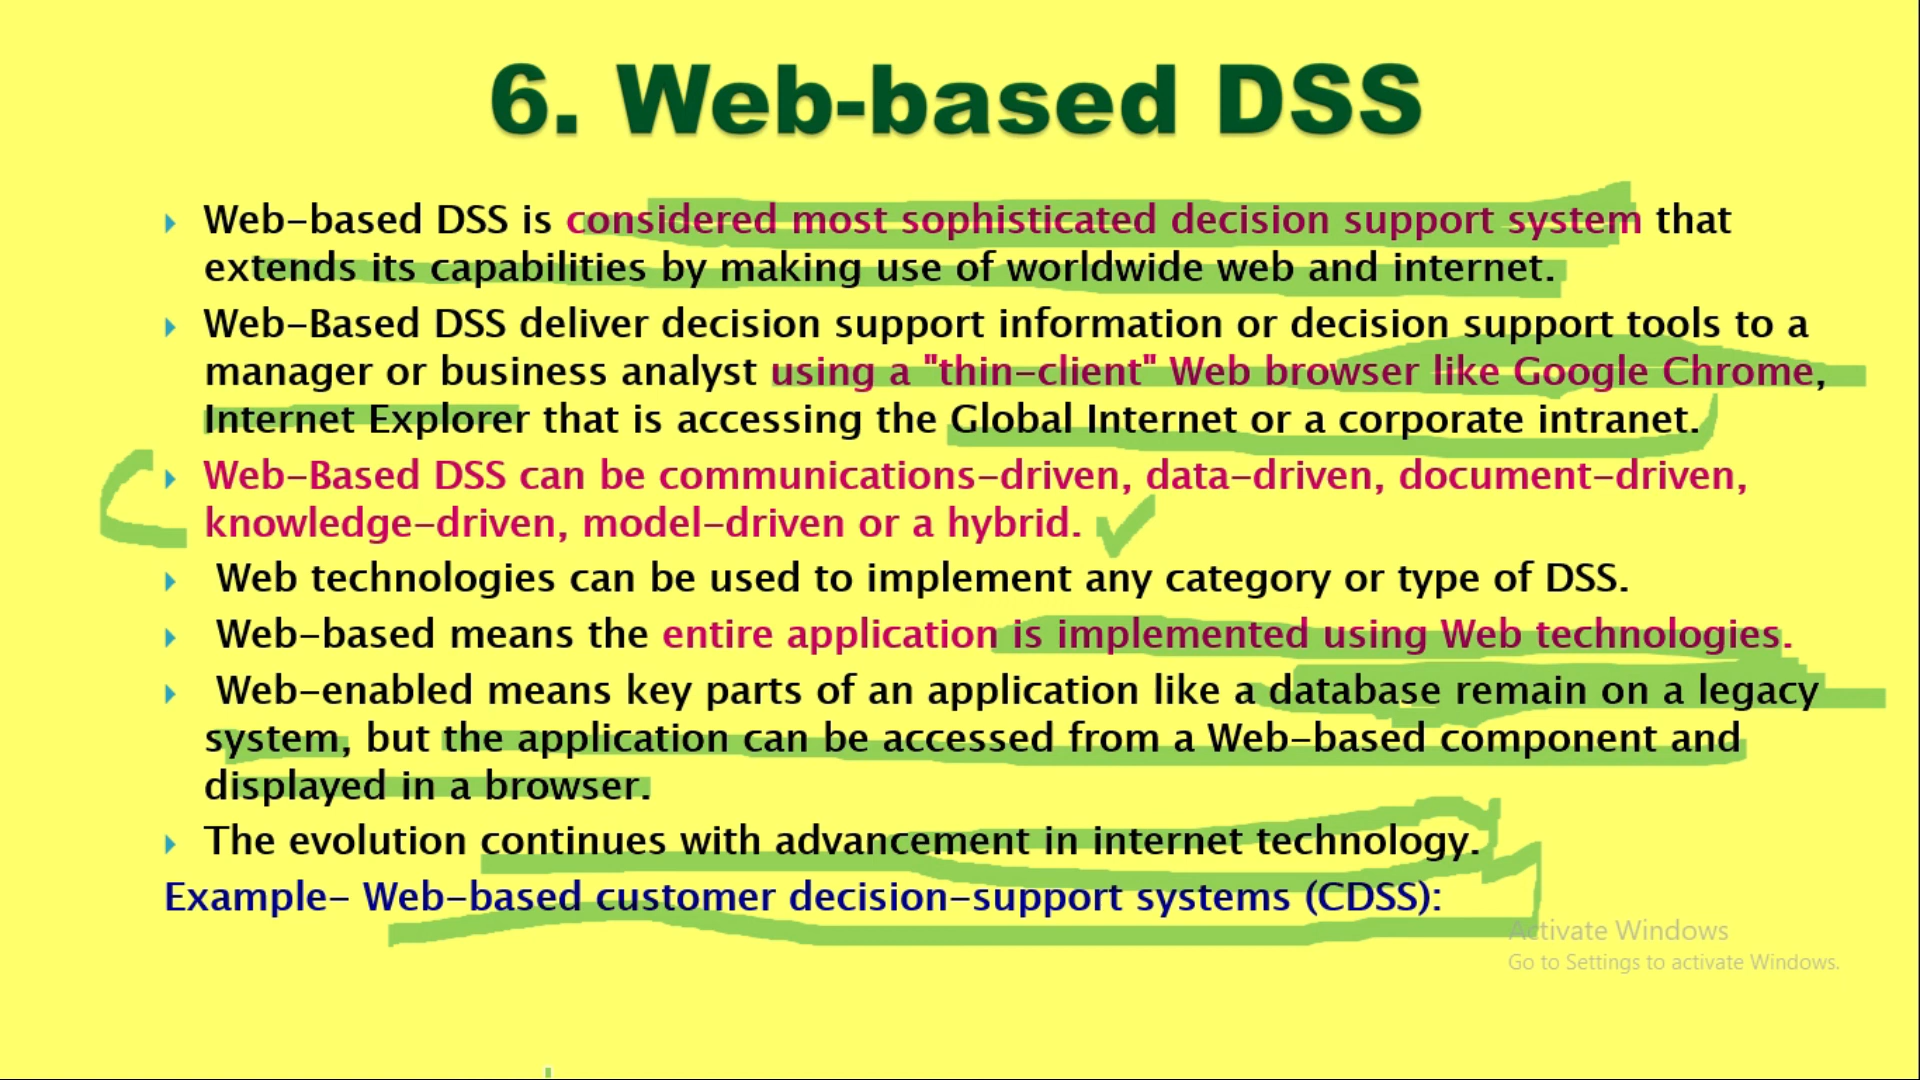 6. Web-based DSS
Web-based DSS is considered most sophisticated decision support system that
extends its capabilities by making use of worldwide web and internet.
Web-Based DSS deliver decision support information or decision support tools to a
manager or business analyst using a "thin-client" Web browser like Google Chrome,
Internet Explorer that is accessing the Global Internet or a corporate intranet.
Web-Based DSS can be communications-driven, data-driven, document-driven,
knowledge-driven, model-driven or a hybrid.
Web technologies can be used to implement any category or type of DSS.
Web-based means the entire application is implemented using Web technologies.
Web-enabled means key parts of an application like a database remain on a legacy
system, but the application can be accessed from a Web-based component and
displayed in a browser.
The evolution continues with advancement in internet technology.
Example- Web-based customer decision-support systems (CDSS):
Activate Windows
Go to Settings to activate Windows.